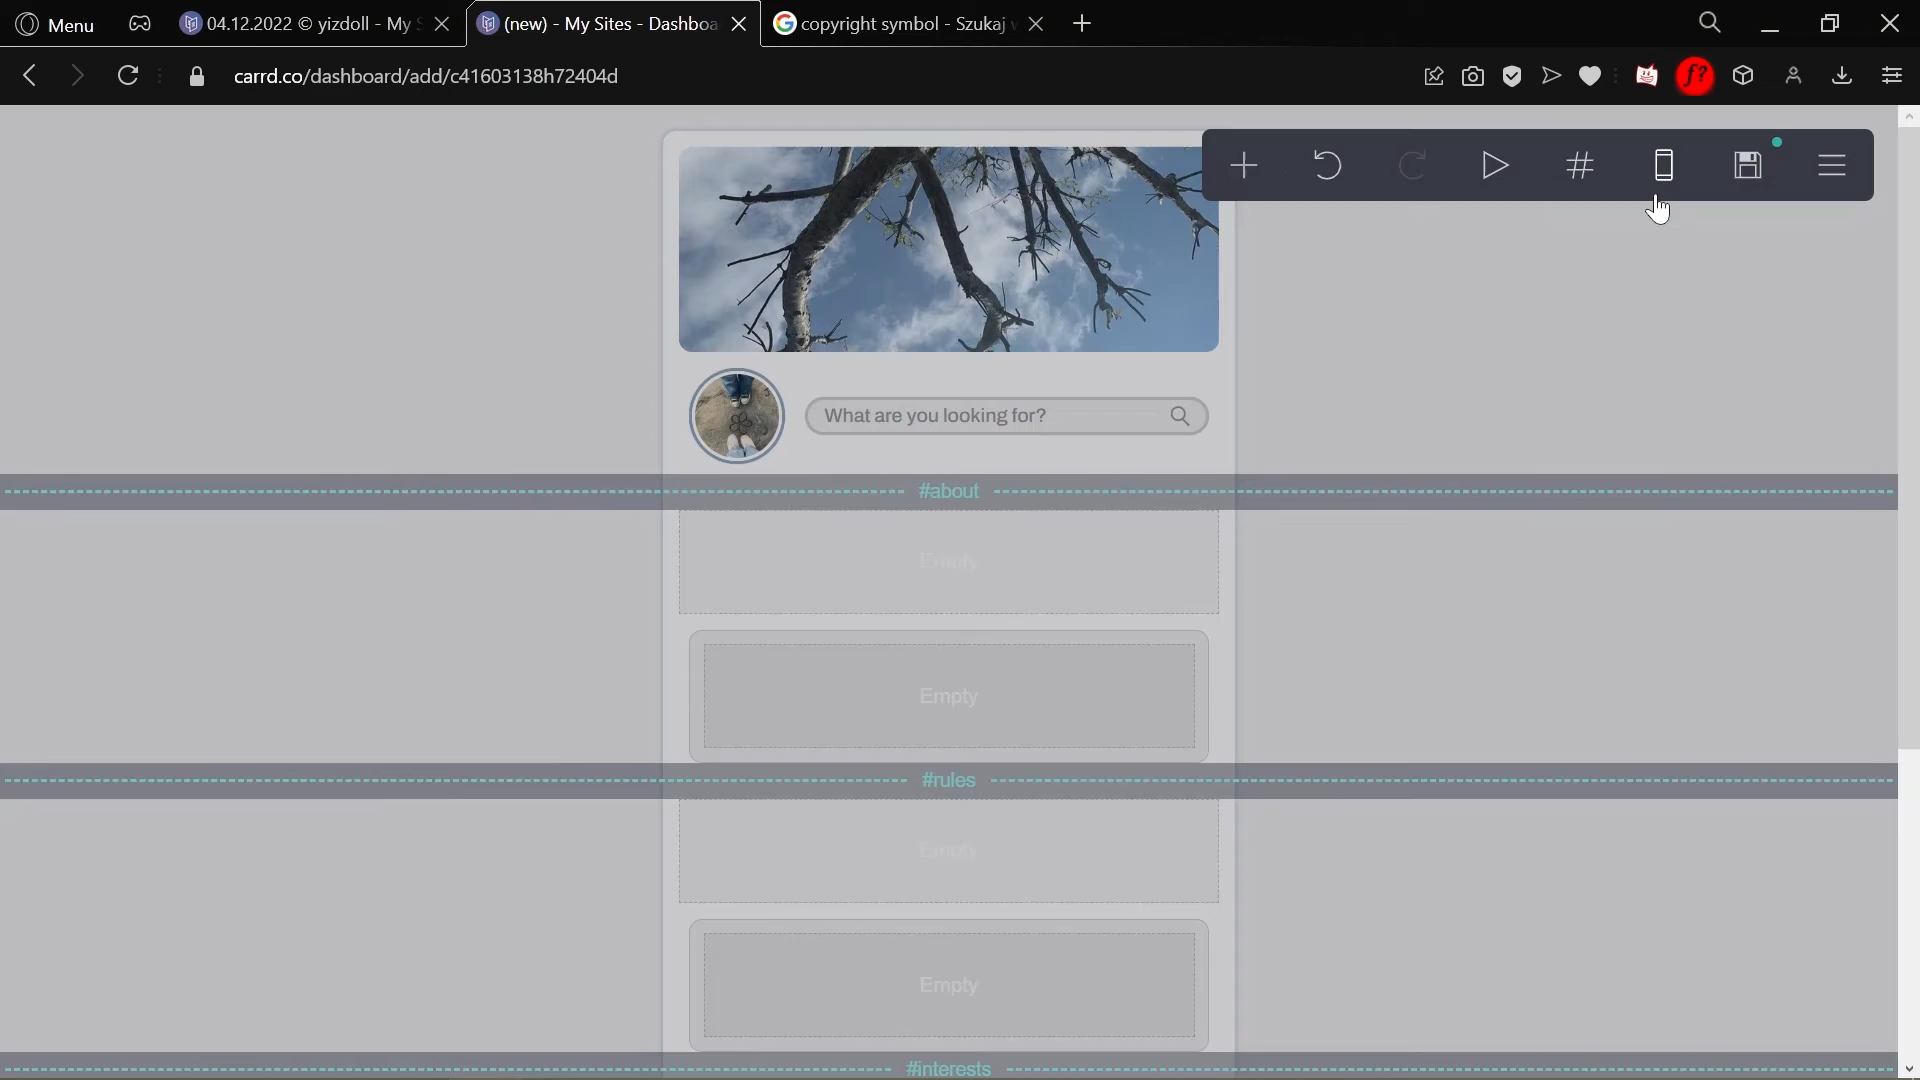 Menu
04.12.2022 © yizdoll - My S
(new) - My Sites - Dashboa
copyright symbol - Szukaj w
carrd.co/dashboard/add/c41603138h72404d
f?
What are you looking for?
#about
Empty
Empty
#rules
Empty
Empty
#interests